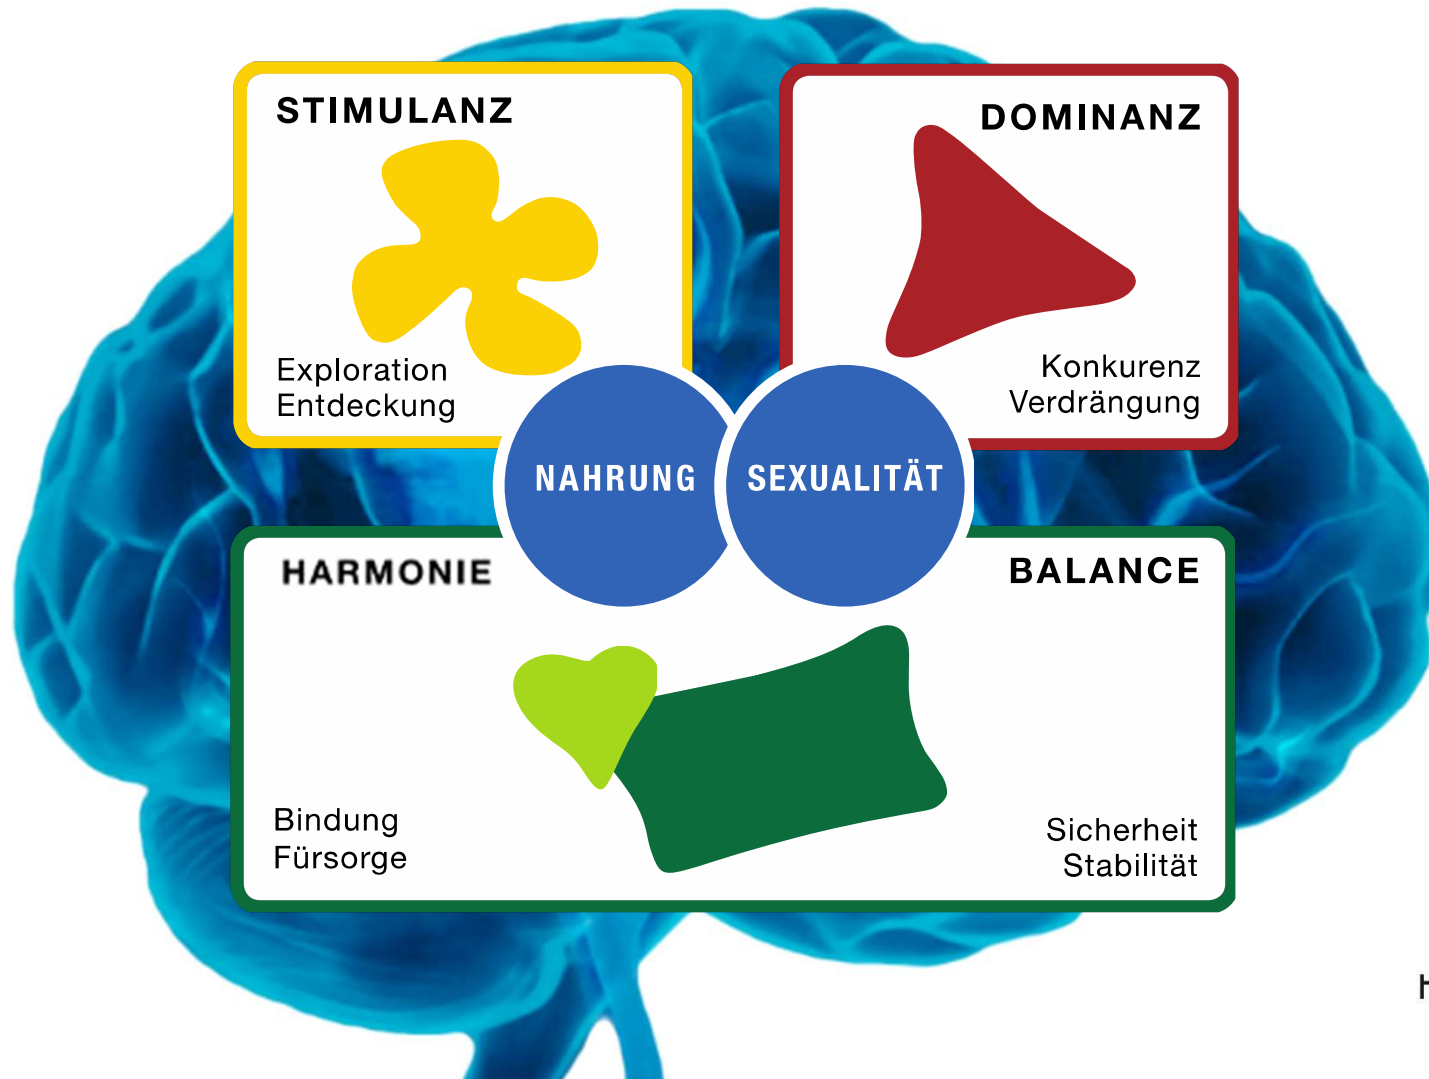 STIMULANZ
Exploration
Entdeckung
DOMINANZ
Konkurenz
Verdrängung
NAHRUNG
SEXUALITÄT
HARMONIE
Bindung
Fürsorge
BALANCE
Sicherheit
Stabilität